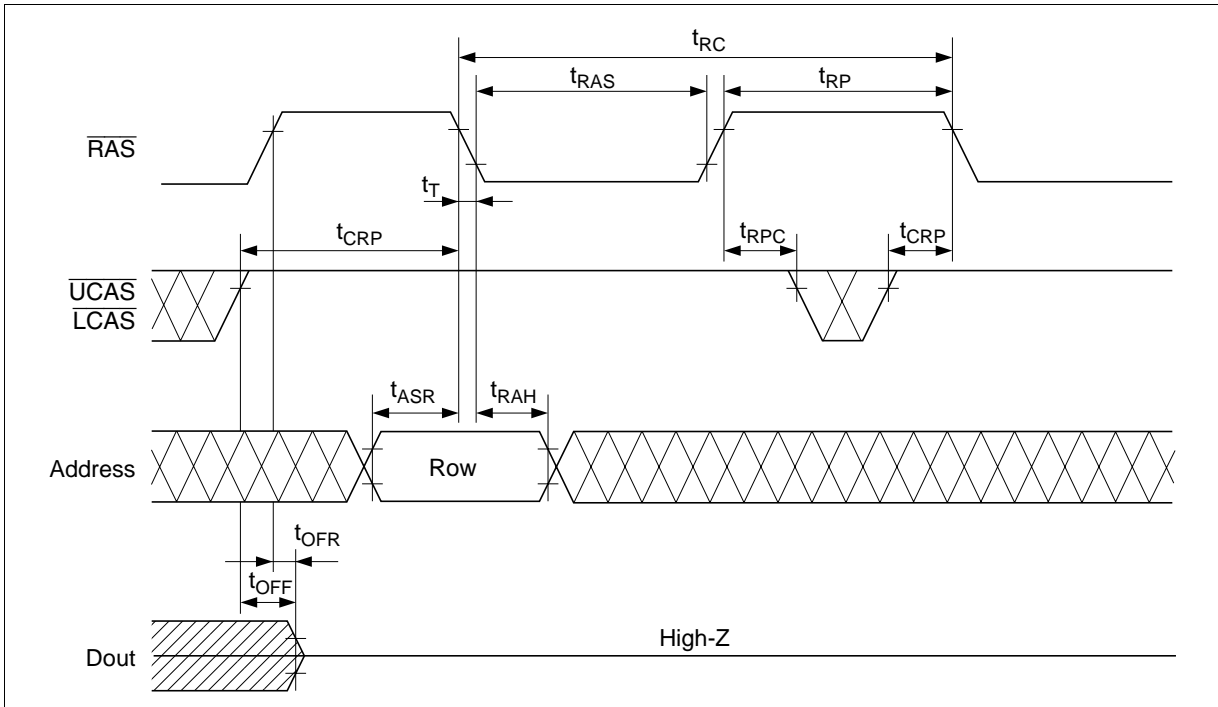 tRC
tRAS
tRP
RAS
tT
tCRP
tRPC
tCRP
UCAS
LCAS
tASR
tRAH
Address
Row
tOFR
tOFF
High-Z
Dout